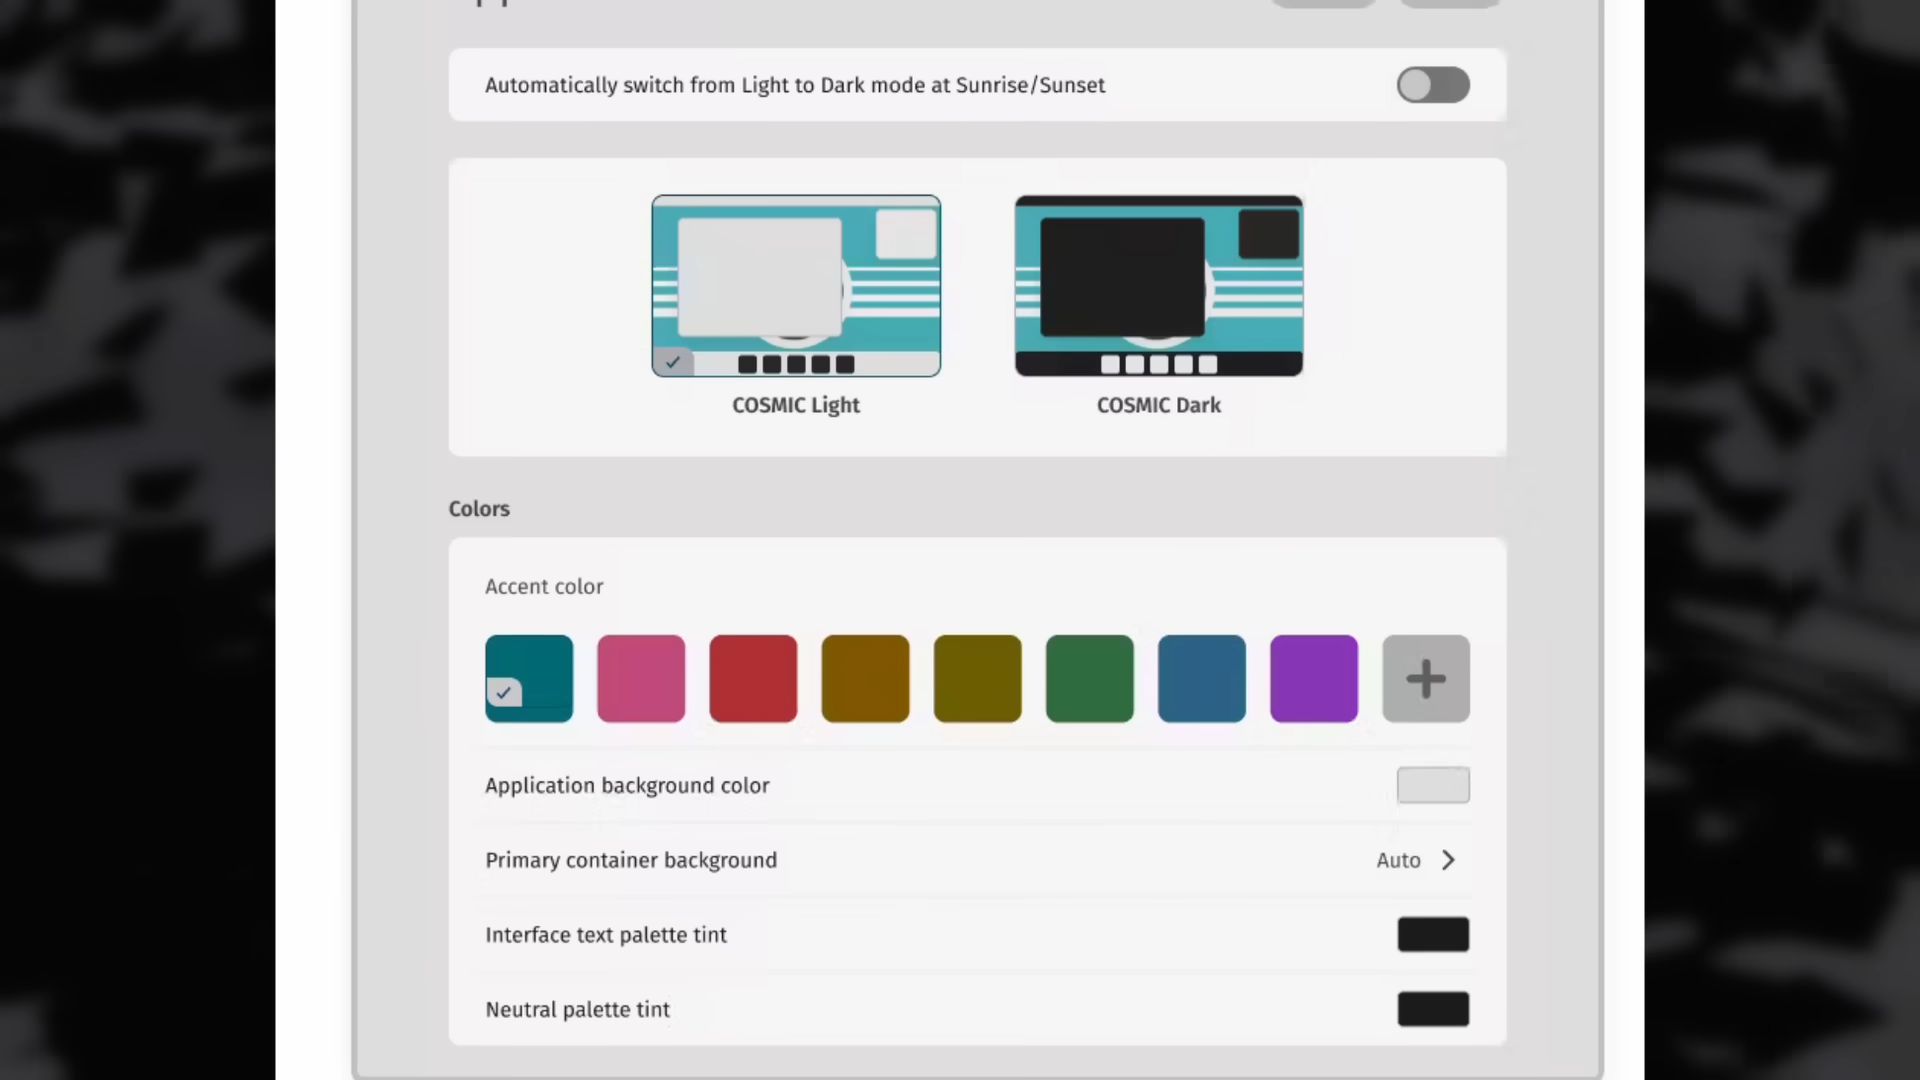 Automatically switch from Light to Dark mode at Sunrise/Sunset
COSMIC Light
COSMIC Dark
Colors
Accent color
Application background color
Primary container background
Auto
Interface text palette tint
Neutral palette tint